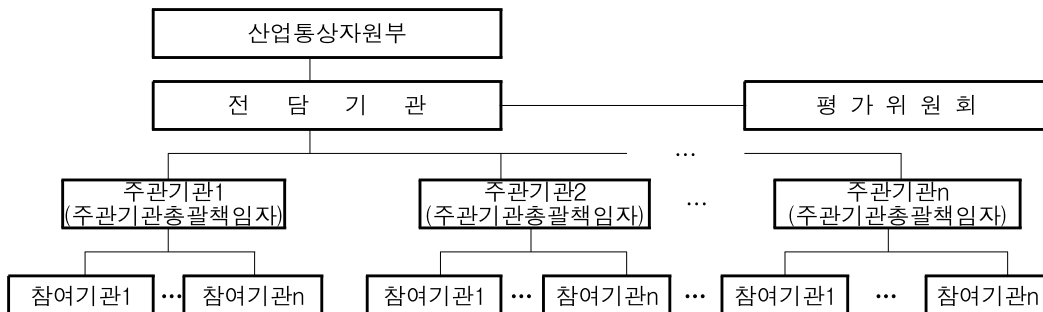 산업통상자원부
전 담 기 관
평 가 위 원 회
...
주관기관1
(주관기관총괄책임자)
주관기관2
(주관기관총괄책임자)
...
주관기관n
(주관기관총괄책임자)
참여기관1 ... 참여기관n
참여기관1 ... 참여기관n ... 참여기관1 ... 참여기관n